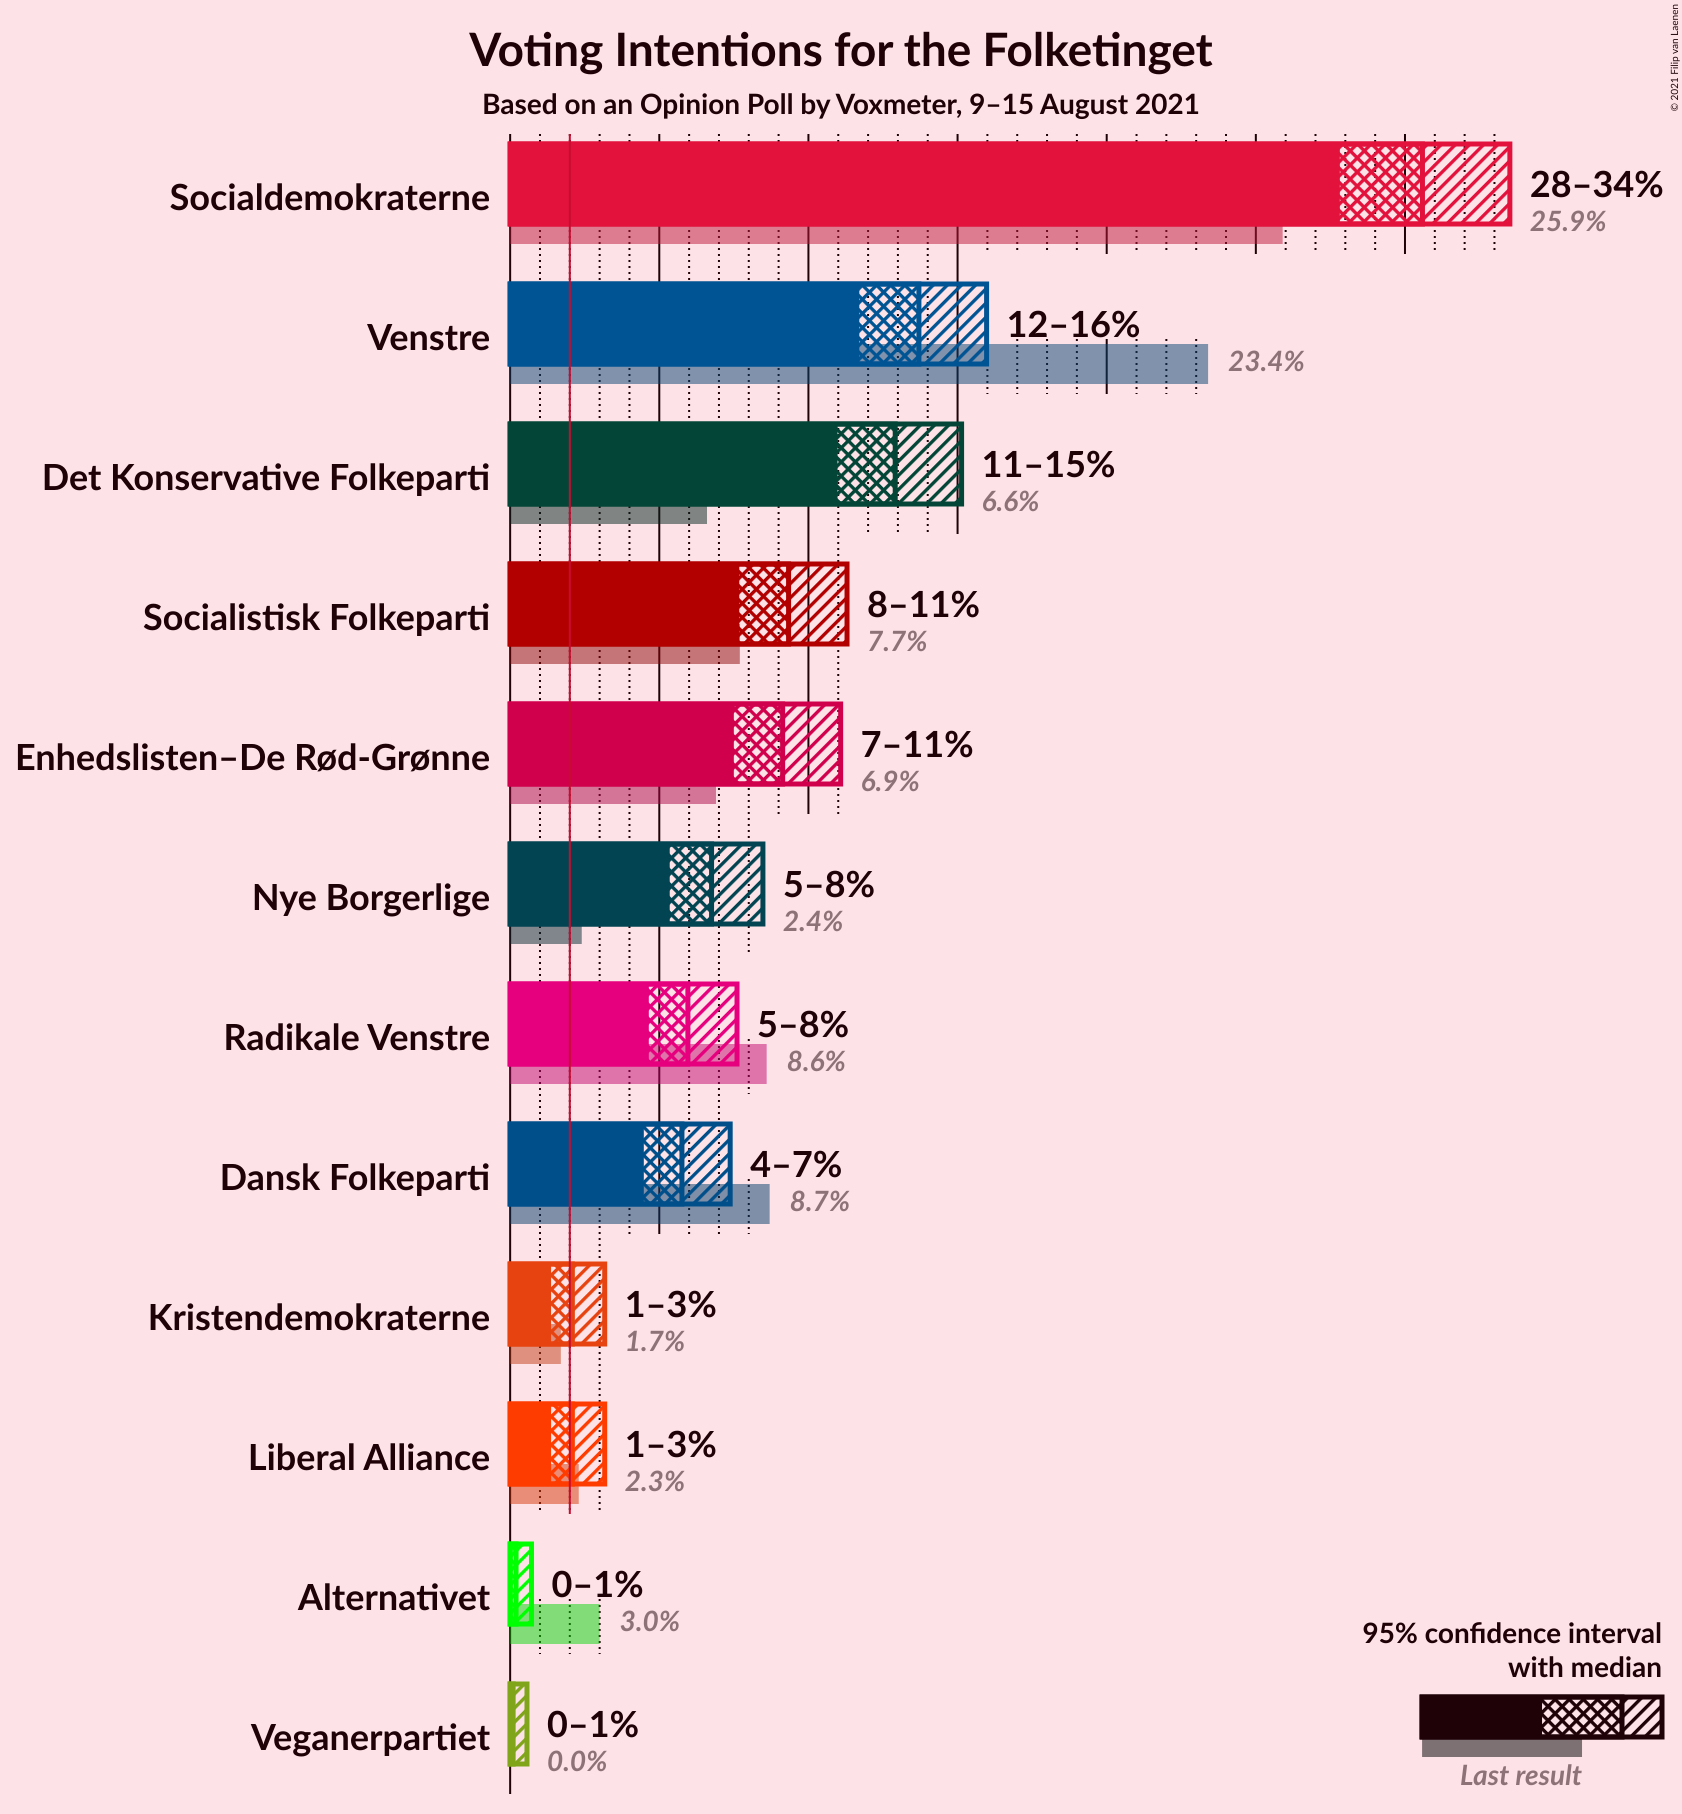 Voting Intentions for the Folketinget
Based on an Opinion Poll by Voxmeter, 9–15 August 2021
© 2021 Filip van Laenen
Socialdemokraterne
28–34%
25.9%
Venstre
12–16%
23.4%
Det Konservative Folkeparti
11–15%
6.6%
Socialistisk Folkeparti
8–11%
7.7%
Enhedslisten–De Rød-Grønne
7–11%
6.9%
Nye Borgerlige
5–8%
2.4%
Radikale Venstre
5–8%
8.6%
Dansk Folkeparti
4–7%
8.7%
Kristendemokraterne
1–3%
1.7%
Liberal Alliance
1–3%
2.3%
Alternativet
0–1%
3.0%
Veganerpartiet
0–1%
0.0%
95% confidence interval
with median
Last result